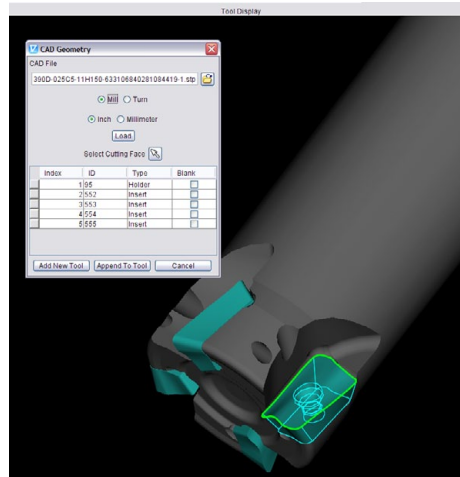 Tool Display
CAD Geometry
CAD File
390D-025C5-11H150-633106840281084419-1.stp
Mill Turn
Inch Millimeter
Load
Select Cutting Face
Index ID Type Blank
1 95 Holder
2 552 Insert
3 553 Insert
4 554 Insert
5 555 Insert
Add New Tool Append To Tool Cancel